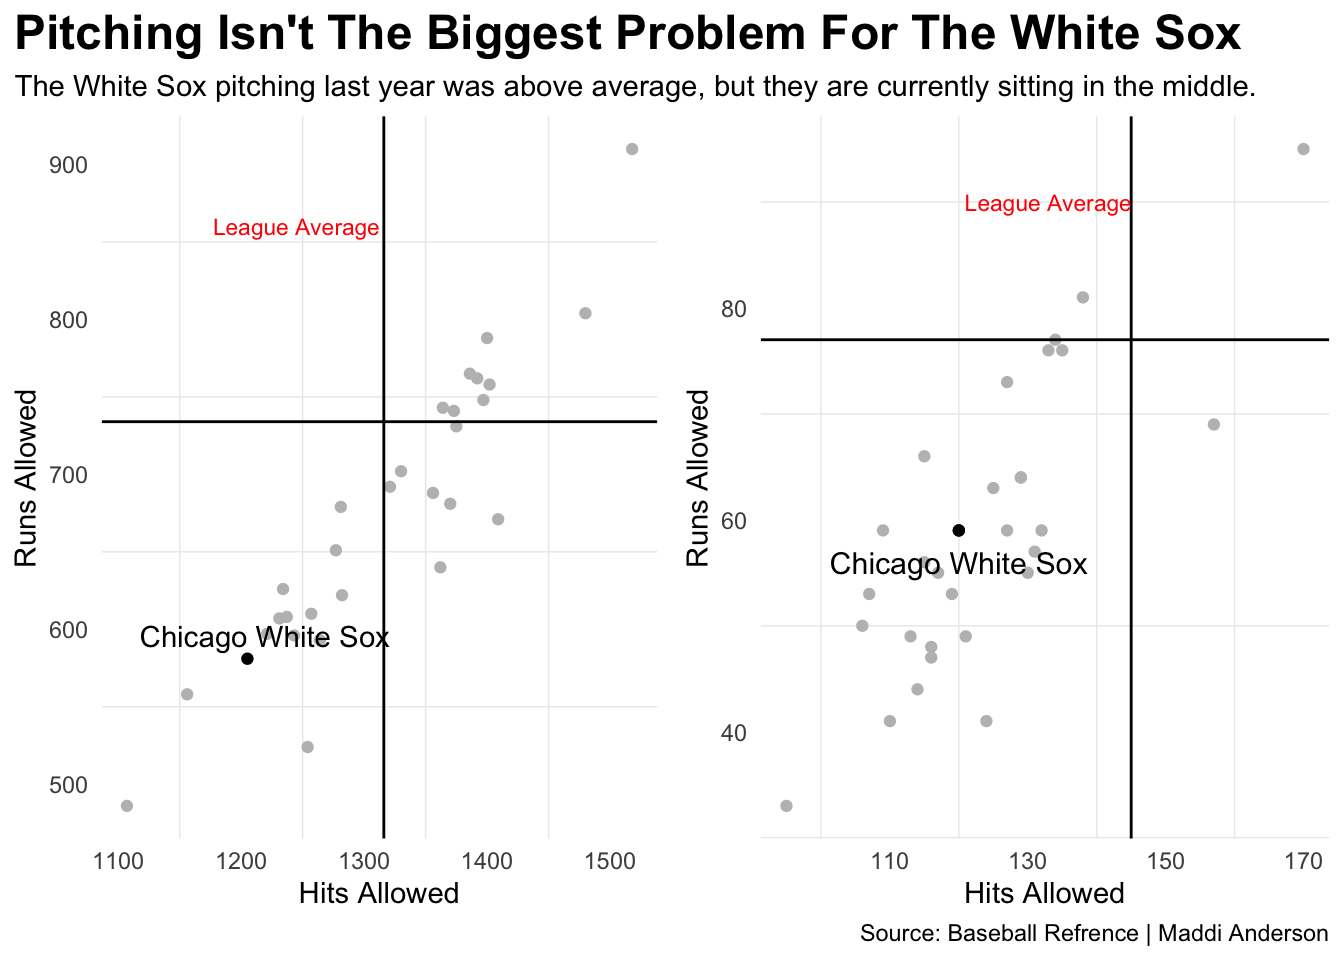 Pitching Isn't The Biggest Problem For The White Sox
The White Sox pitching last year was above average, but they are currently sitting in the middle.
900
800
700
600
500
Runs Allowed
League Average
Chicago White Sox
1100 1200 1300 1400 1500
Hits Allowed
80
60
40
Runs Allowed
League Average
Chicago White Sox
110 130 150 170
Hits Allowed
Source: Baseball Refrence | Maddi Anderson